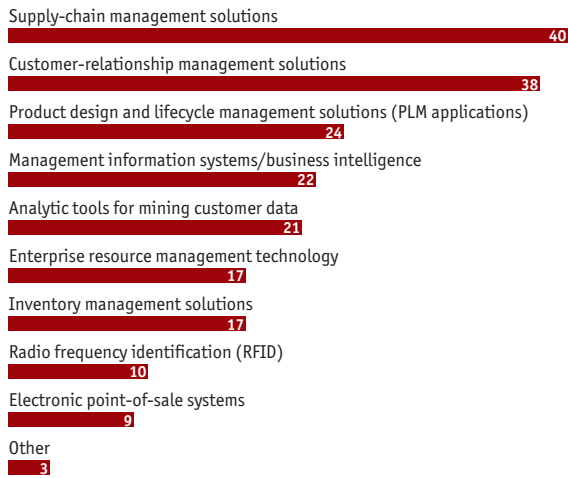 Supply-chain management solutions
40
Customer-relationship management solutions
38
Product design and lifecycle management solutions (PLM applications)
24
Management information systems/business intelligence
22
Analytic tools for mining customer data
21
Enterprise resource management technology
17
Inventory management solutions
17
Radio frequency identification (RFID)
10
Electronic point-of-sale systems
9
Other
3